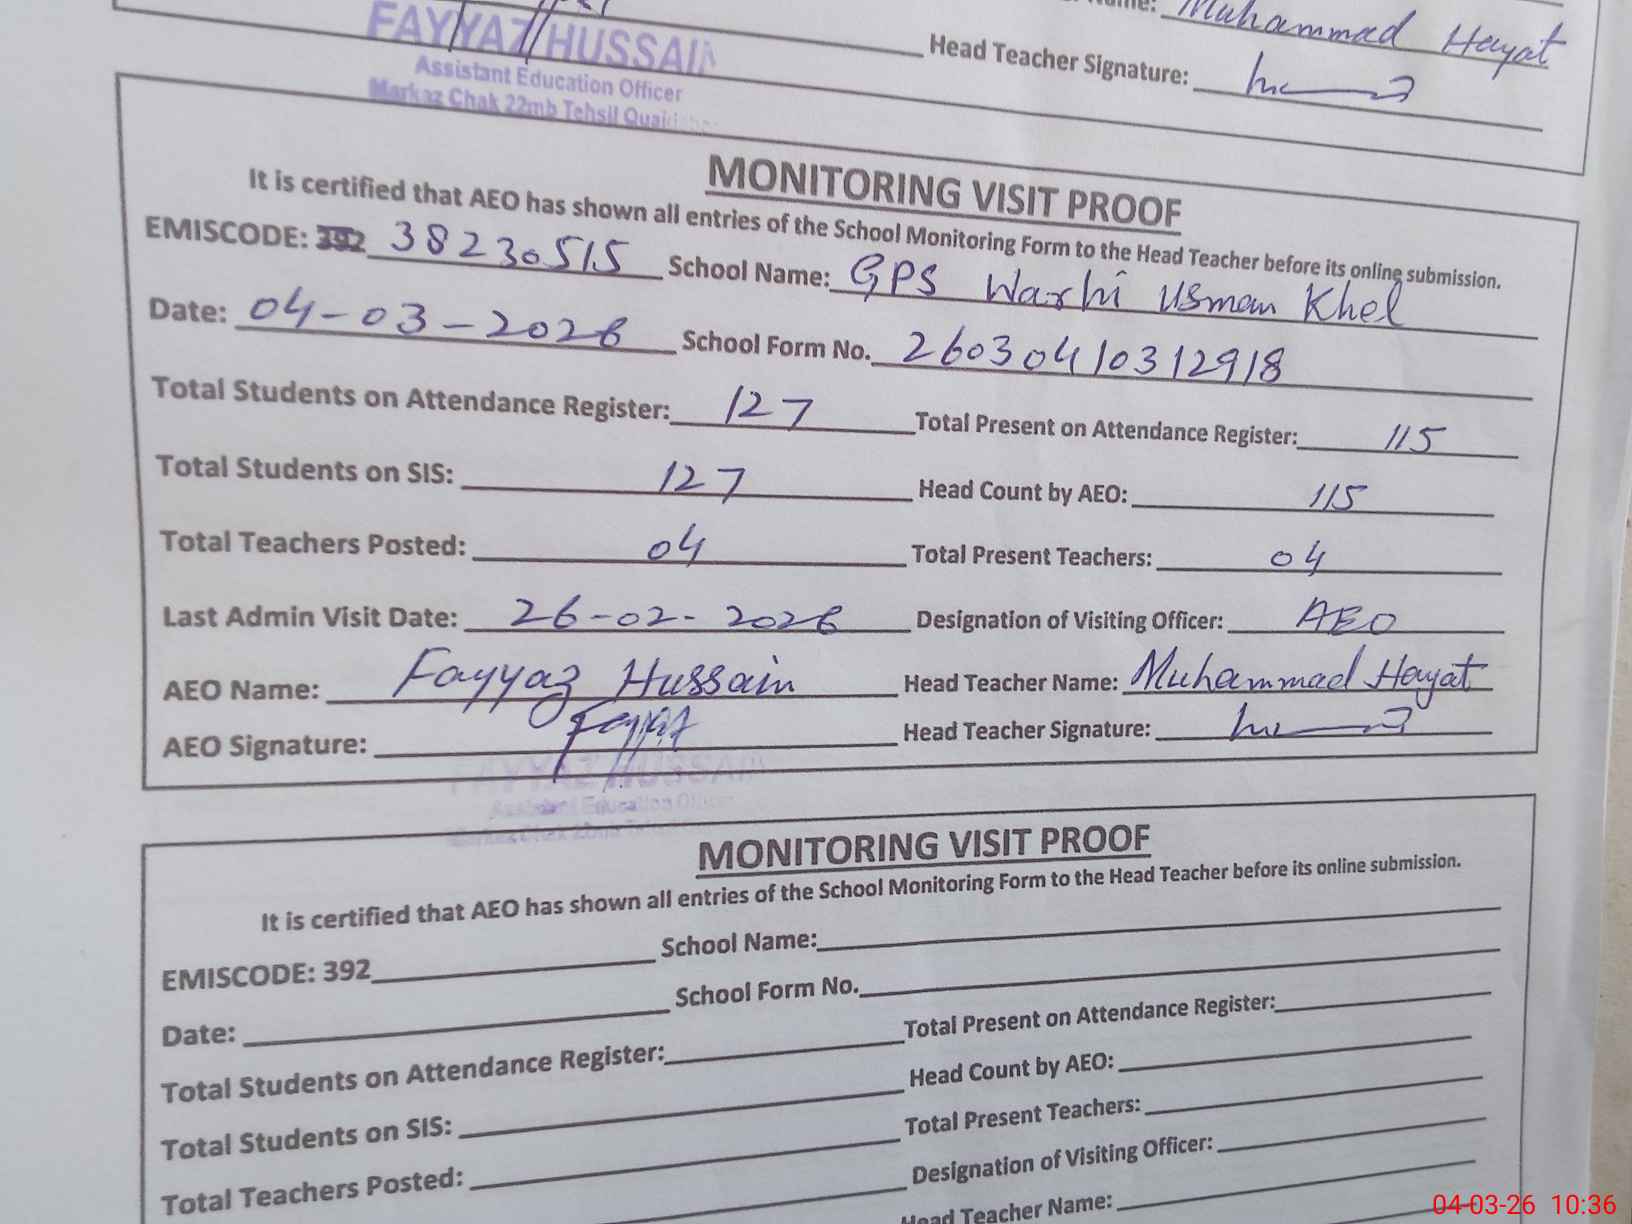 Name: Muhammad Hayat
FAYYAZ HUSSAIN
Head Teacher Signature:
Assistant Education Officer
Markaz Chak 22mb Tehsil
MONITORING VISIT PROOF
It is certified that AEO has shown all entries of the School Monitoring Form to the Head Teacher before its online submission.
EMISCODE: 392 38230515 School Name: GPS Warhi Usman Khel
Date: 04-03-2026 School Form No. 26030410312918
Total Students on Attendance Register: 127 Total Present on Attendance Register: 115
Total Students on SIS: 127 Head Count by AEO: 115
Total Teachers Posted: 04 Total Present Teachers: 04
Last Admin Visit Date: 26-02-2026 Designation of Visiting Officer: AEO
AEO Name: Fayyaz Hussain Head Teacher Name: Muhammad Hayat
AEO Signature: Fayyaz Head Teacher Signature:
FAYYAZ HUSSAIN
Assistant Education Officer
MONITORING VISIT PROOF
It is certified that AEO has shown all entries of the School Monitoring Form to the Head Teacher before its online submission.
EMISCODE: 392 School Name:
Date: School Form No.
Total Students on Attendance Register: Total Present on Attendance Register:
Total Students on SIS: Head Count by AEO:
Total Teachers Posted: Total Present Teachers:
Designation of Visiting Officer:
Head Teacher Name:
04-03-26 10:36